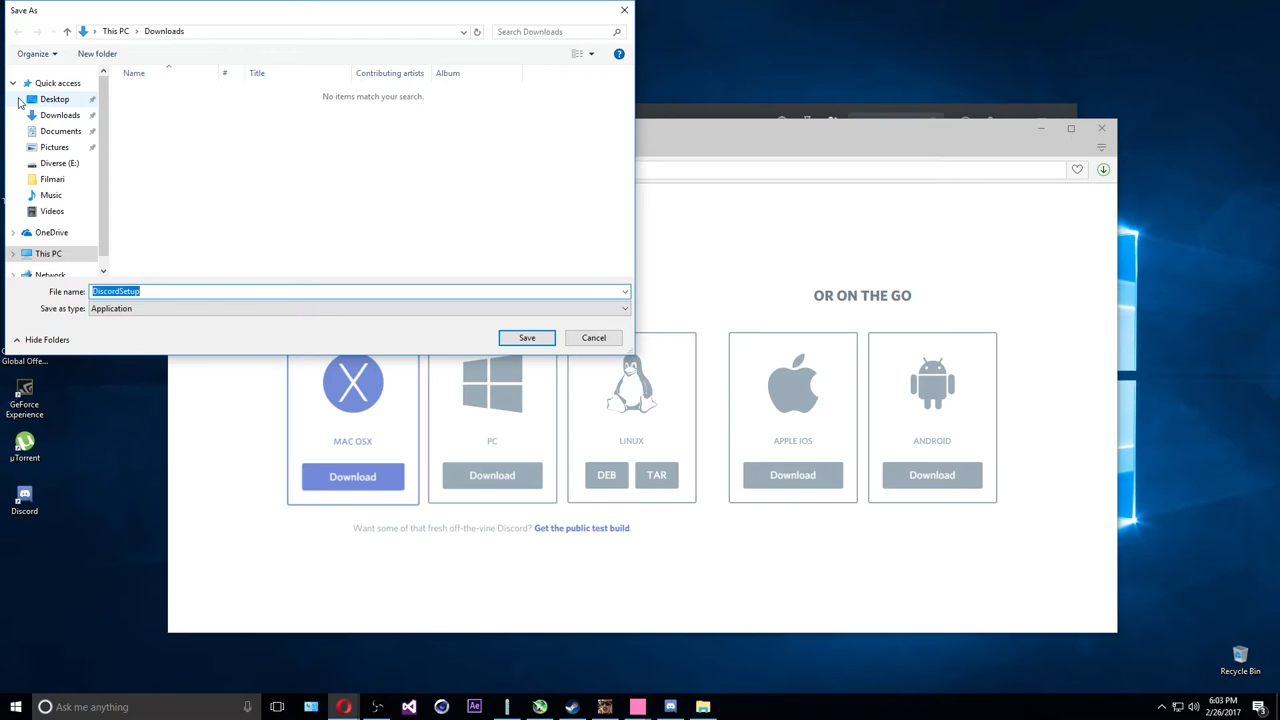 Save As
This PC
Downloads
Search Downloads
Organize
New folder
Name
#
Title
Contributing artists
Album
No items match your search.
Quick access
Desktop
Downloads
Documents
Pictures
Diverse (E:)
Filmari
Music
Videos
OneDrive
This PC
Network
File name:
DiscordSetup
Save as type:
Application
Hide Folders
Save
Cancel
Global Offe...
GeForce
Experience
µTorrent
Discord
OR ON THE GO
MAC OSX
Download
PC
Download
LINUX
DEB
TAR
APPLE IOS
Download
ANDROID
Download
Want some of that fresh off-the-vine Discord? Get the public test build.
Recycle Bin
Ask me anything
Ae
6:03 PM
2/26/2017
3